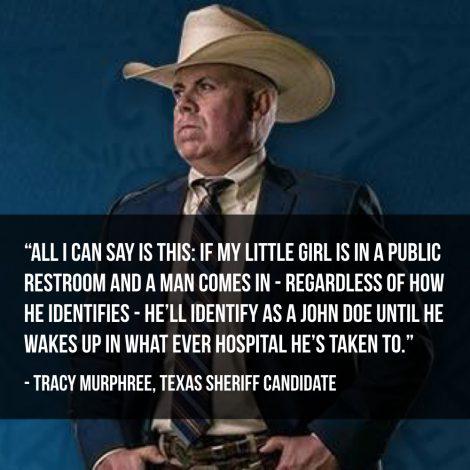 “ALL I CAN SAY IS THIS: IF MY LITTLE GIRL IS IN A PUBLIC
RESTROOM AND A MAN COMES IN - REGARDLESS OF HOW
HE IDENTIFIES - HE’LL IDENTIFY AS A JOHN DOE UNTIL HE
WAKES UP IN WHAT EVER HOSPITAL HE’S TAKEN TO.”
- TRACY MURPHREE, TEXAS SHERIFF CANDIDATE